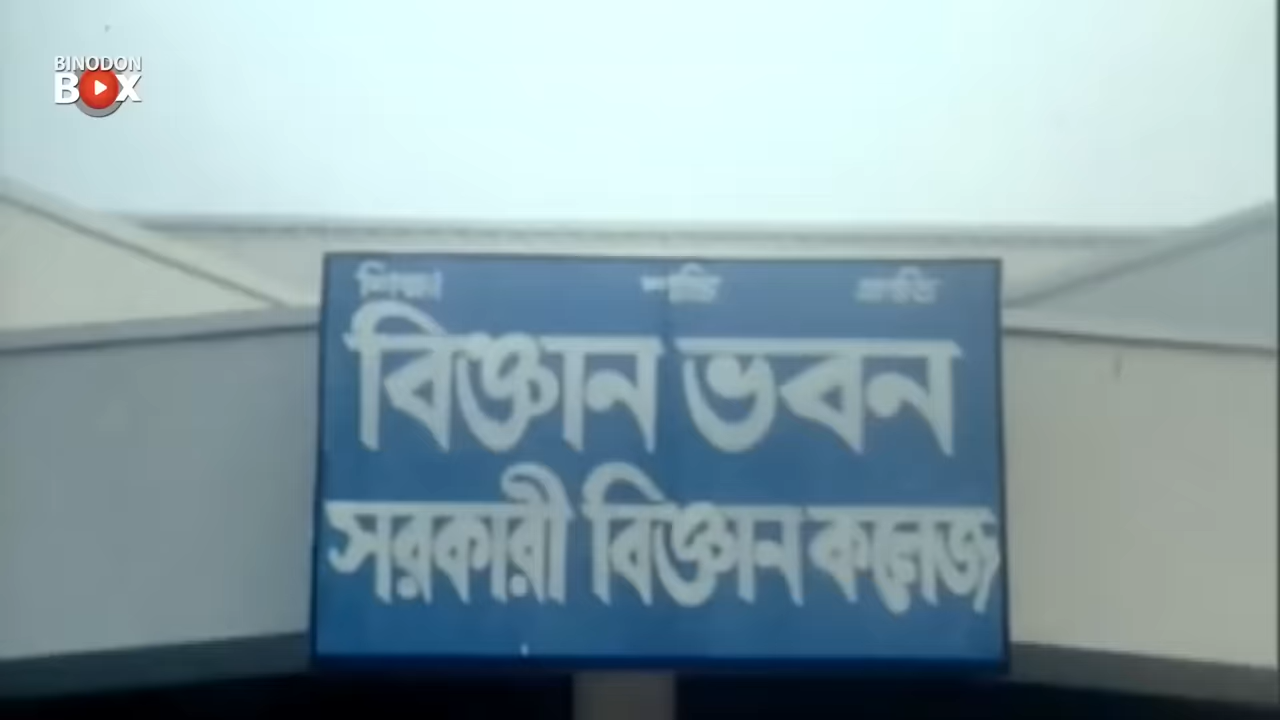 BINODON
BOX
শিক্ষা শান্তি প্রগতি
বিজ্ঞান ভবন
সরকারী বিজ্ঞান কলেজ